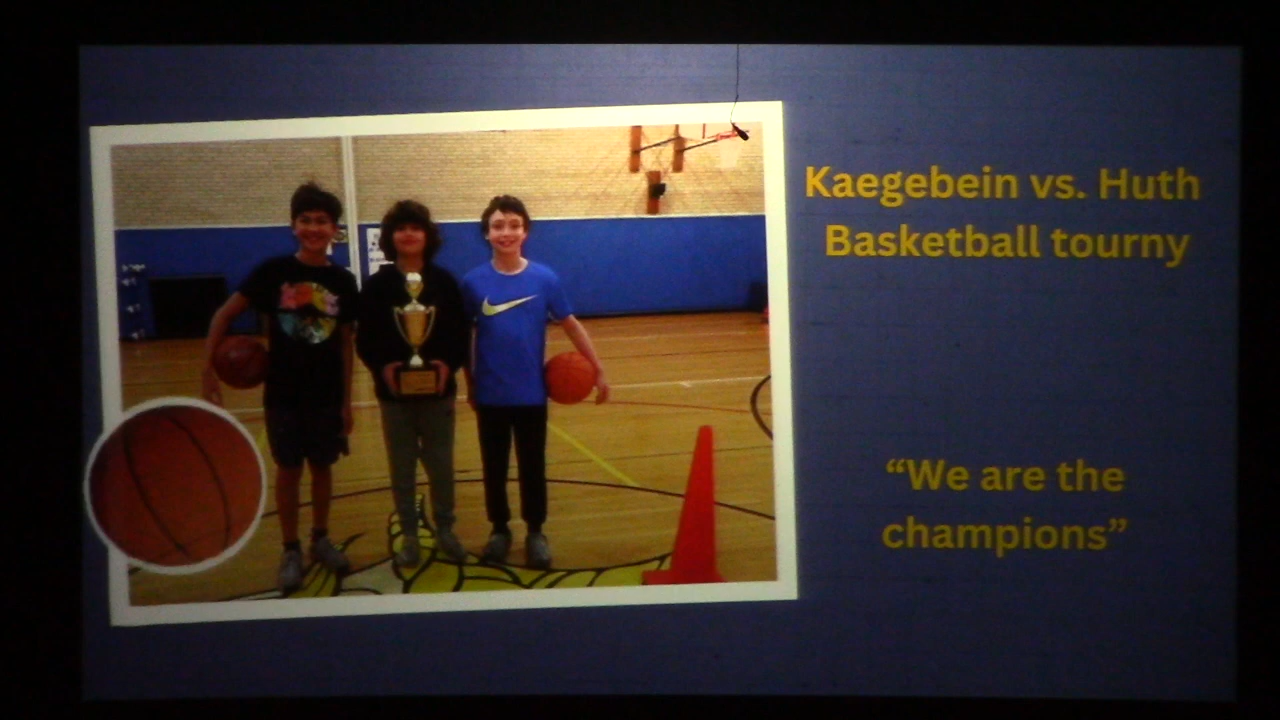 Kaegebein vs. Huth
Basketball tourny
“We are the
champions”